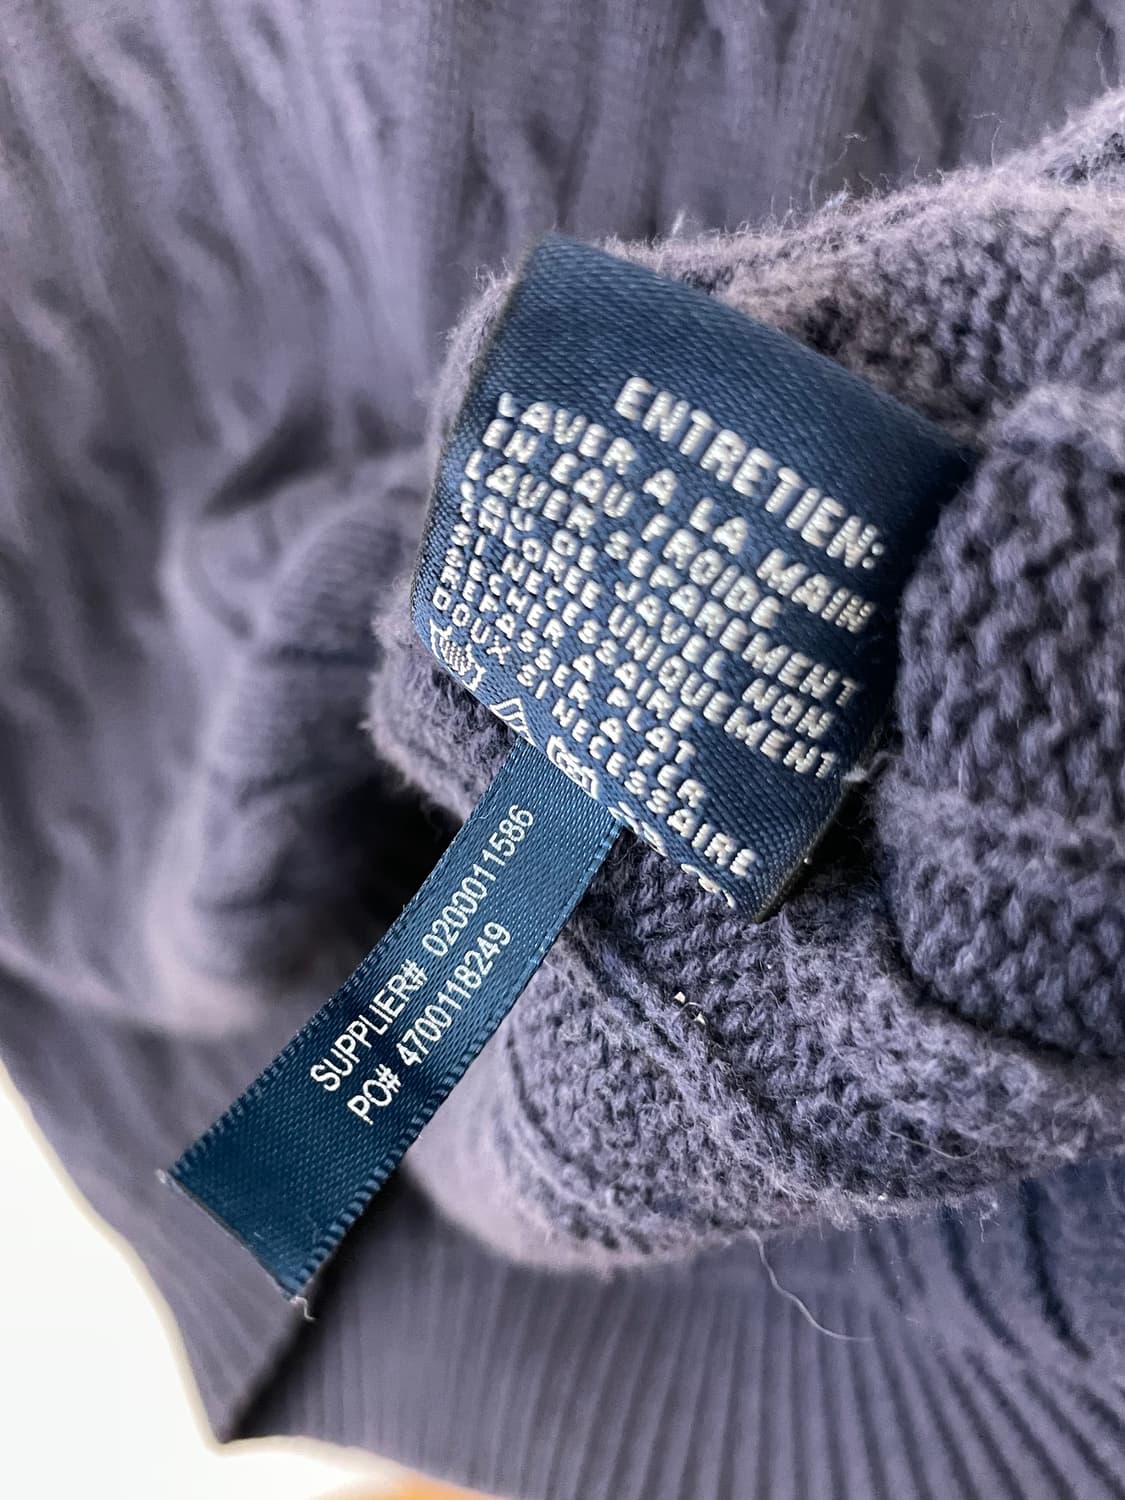 ENTRETIEN:
LAVER A LA MAIN
EN EAU FROIDE
LAVER SEPAREMENT
EAU DE JAVEL NON
CHLOREE UNIQUEMENT
SI NECESSAIRE
SECHER A PLAT
REPASSER A FER
DOUX SI NECESSAIRE
SUPPLIER# 0200011586
PO# 4700118249